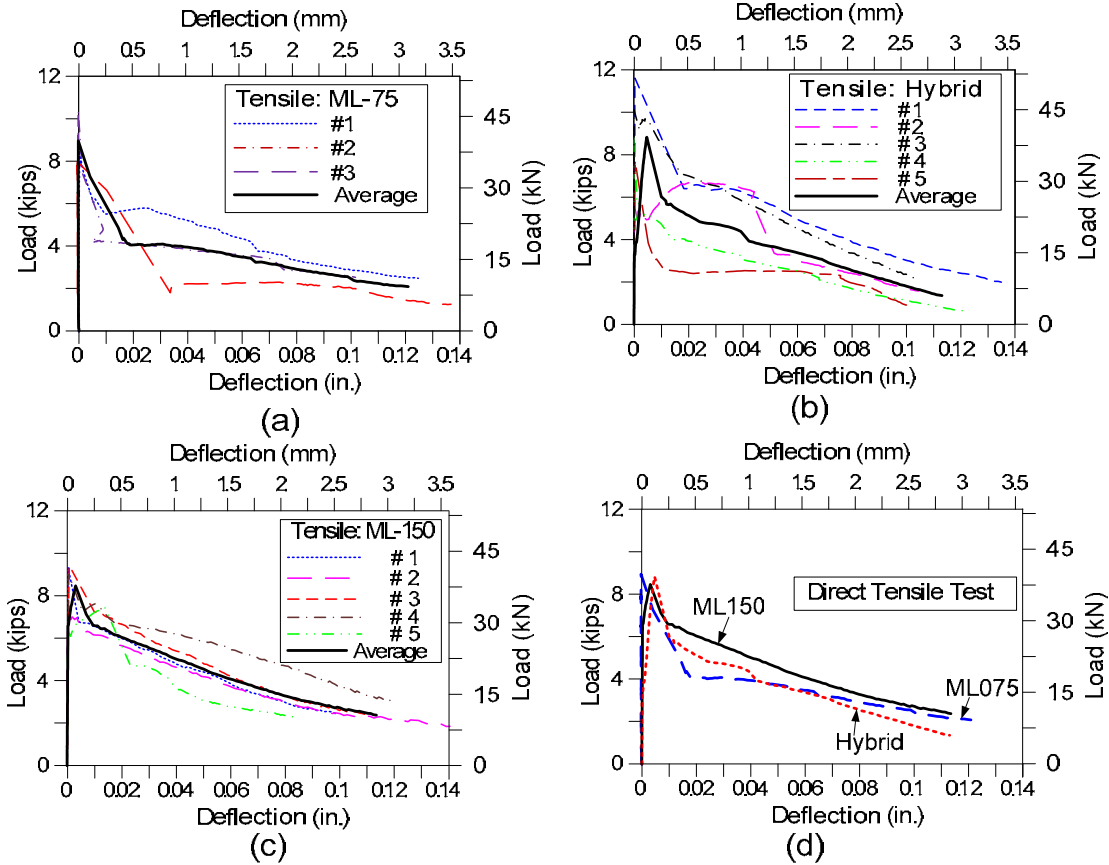 Deflection (mm)
0 0.5 1 1.5 2 2.5 3 3.5
12
10
8
6
4
2
0
Load (kips)
Tensile: ML-75
#1
#2
#3
Average
45
30
15
0
Load (kN)
0 0.02 0.04 0.06 0.08 0.1 0.12 0.14
Deflection (in.)
(a)
Deflection (mm)
0 0.5 1 1.5 2 2.5 3 3.5
12
8
4
0
Load (kips)
Tensile: Hybrid
#1
#2
#3
#4
#5
Average
45
30
15
0
Load (kN)
0 0.02 0.04 0.06 0.08 0.1 0.12 0.14
Deflection (in.)
(b)
Deflection (mm)
0 0.5 1 1.5 2 2.5 3 3.5
12
8
4
0
Load (kips)
Tensile: ML-150
#1
#2
#3
#4
#5
Average
45
30
15
0
Load (kN)
0 0.02 0.04 0.06 0.08 0.1 0.12 0.14
Deflection (in.)
(c)
Deflection (mm)
0 0.5 1 1.5 2 2.5 3 3.5
12
8
4
0
Load (kips)
Direct Tensile Test
ML150
ML075
Hybrid
45
30
15
0
Load (kN)
0 0.02 0.04 0.06 0.08 0.1 0.12 0.14
Deflection (in.)
(d)